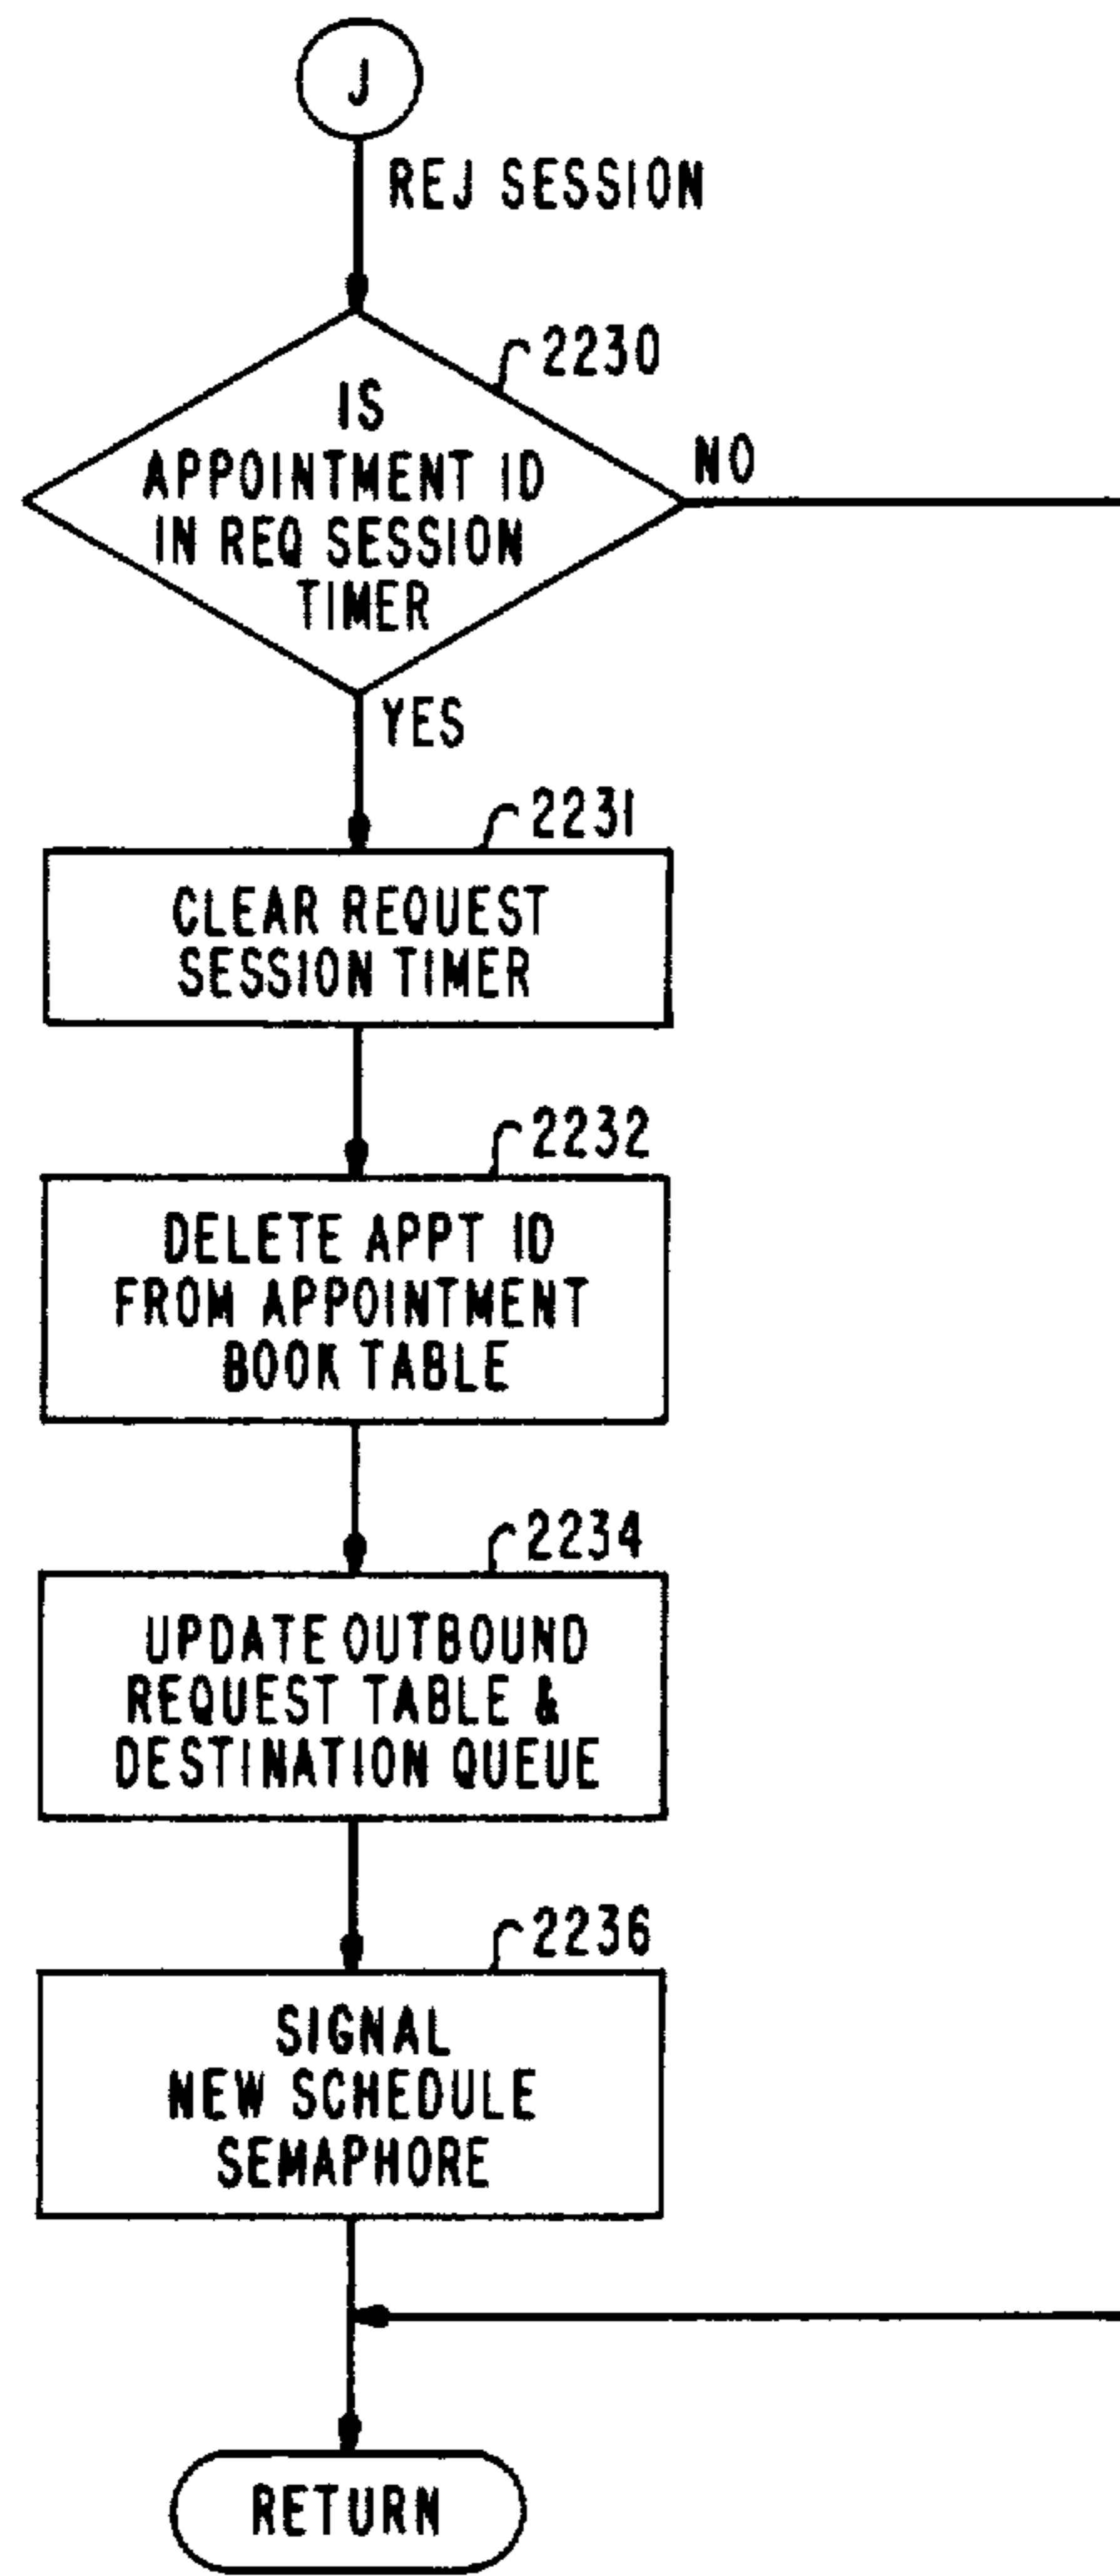 J
REJ SESSION
2230
IS
APPOINTMENT ID
IN REQ SESSION
TIMER
NO
YES
2231
CLEAR REQUEST
SESSION TIMER
2232
DELETE APPT ID
FROM APPOINTMENT
BOOK TABLE
2234
UPDATE OUTBOUND
REQUEST TABLE &
DESTINATION QUEUE
2236
SIGNAL
NEW SCHEDULE
SEMAPHORE
RETURN